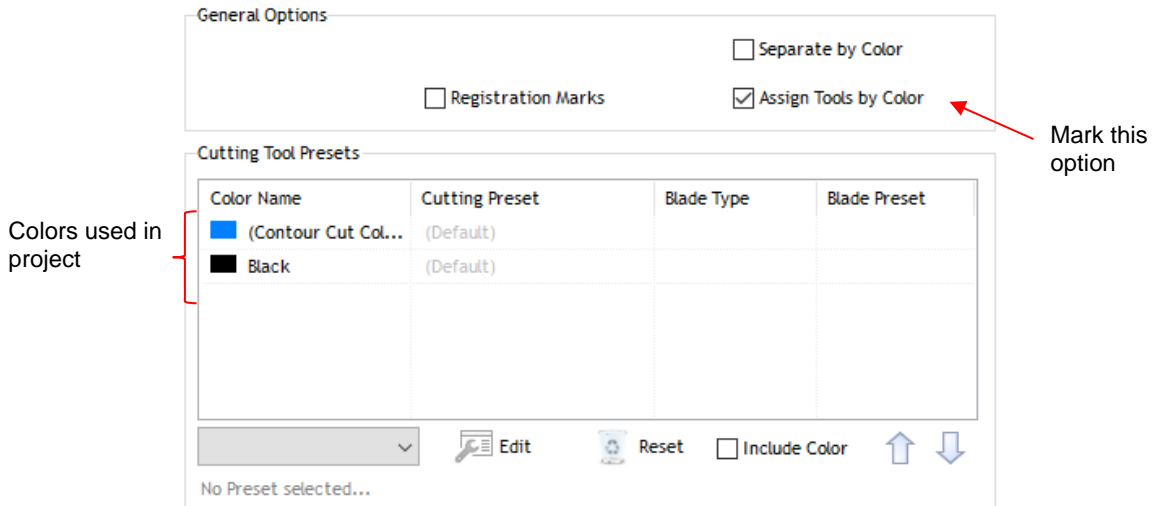 General Options
Separate by Color
Registration Marks
Assign Tools by Color
Mark this
option
Cutting Tool Presets
Color Name Cutting Preset Blade Type Blade Preset
Colors used in
project
(Contour Cut Col... (Default)
Black (Default)
Edit Reset Include Color
No Preset selected...